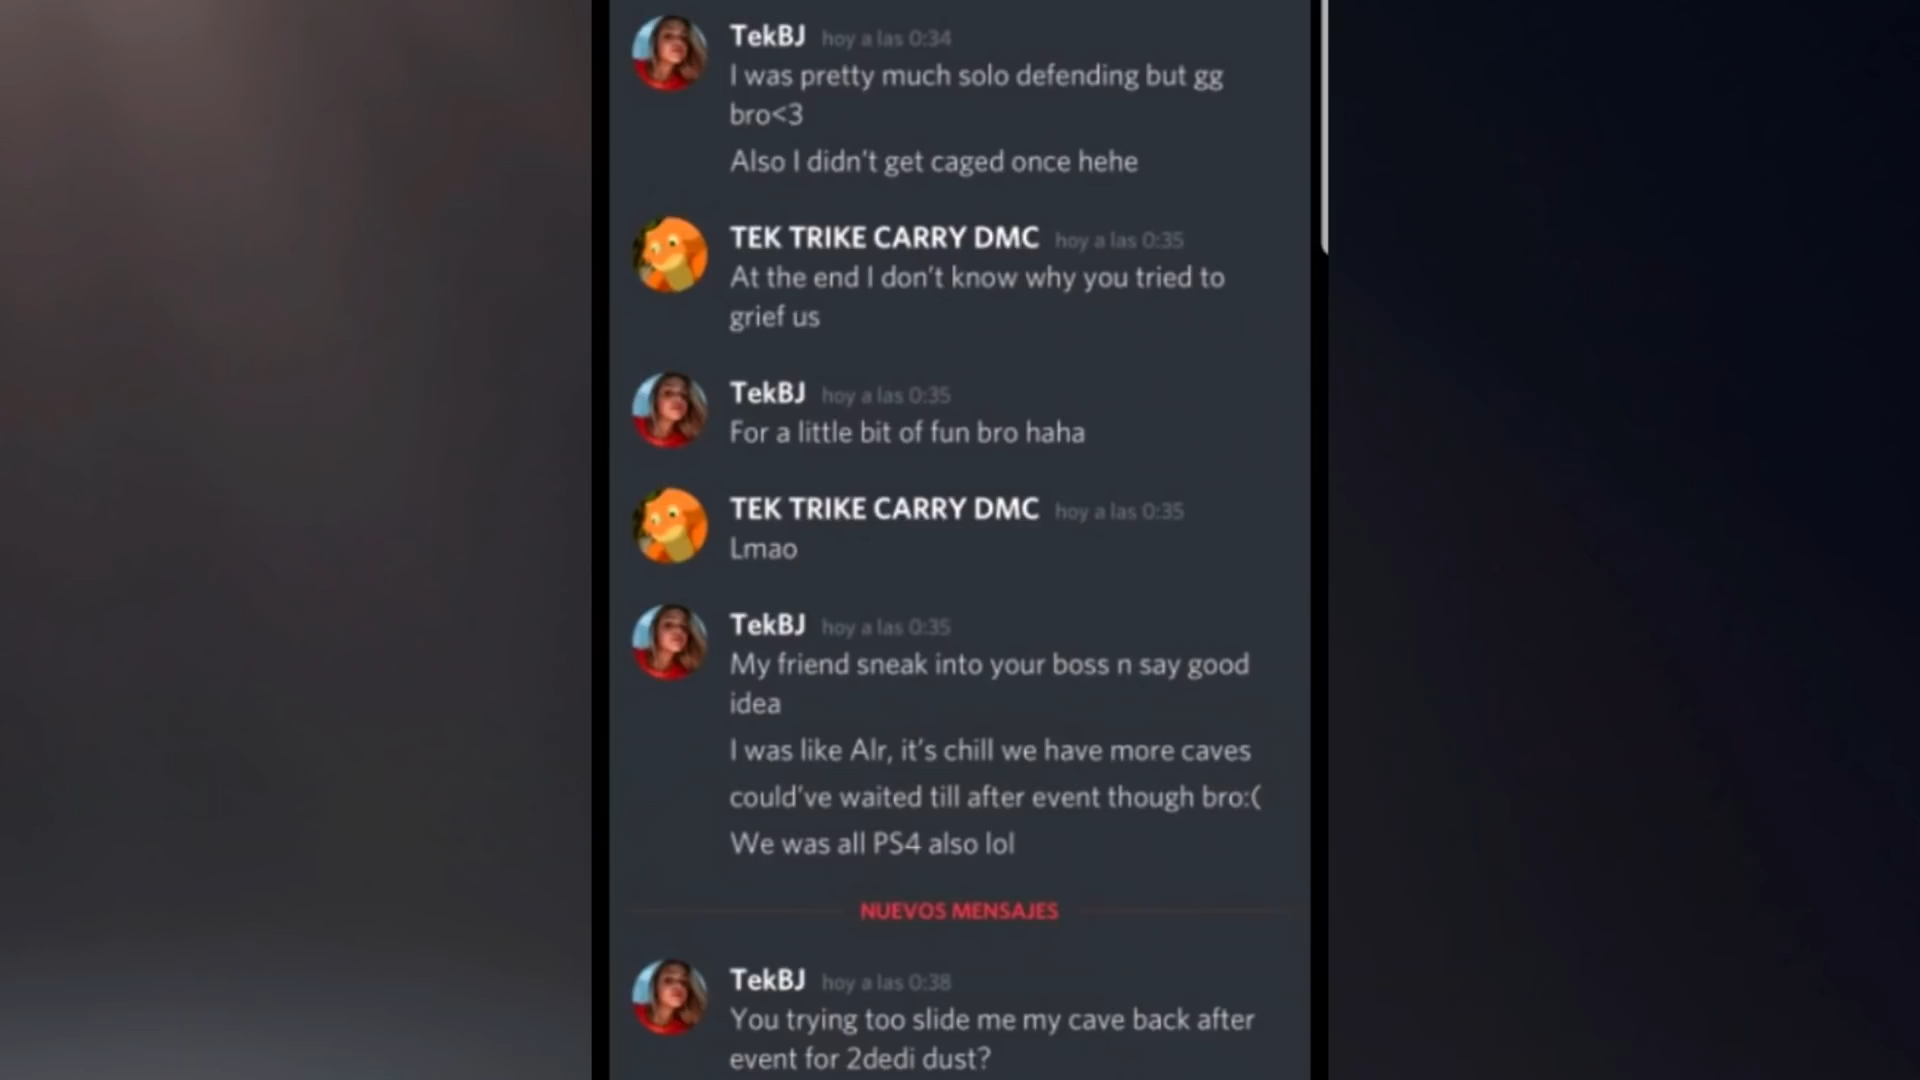 TekBJ hoy a las 0:34
I was pretty much solo defending but gg
bro<3
Also I didn't get caged once hehe
TEK TRIKE CARRY DMC hoy a las 0:35
At the end I don't know why you tried to
grief us
TekBJ hoy a las 0:35
For a little bit of fun bro haha
TEK TRIKE CARRY DMC hoy a las 0:35
Lmao
TekBJ hoy a las 0:35
My friend sneak into your boss n say good
idea
I was like Alr, it's chill we have more caves
could've waited till after event though bro:(
We was all PS4 also lol
NUEVOS MENSAJES
TekBJ hoy a las 0:38
You trying too slide me my cave back after
event for 2dedi dust?